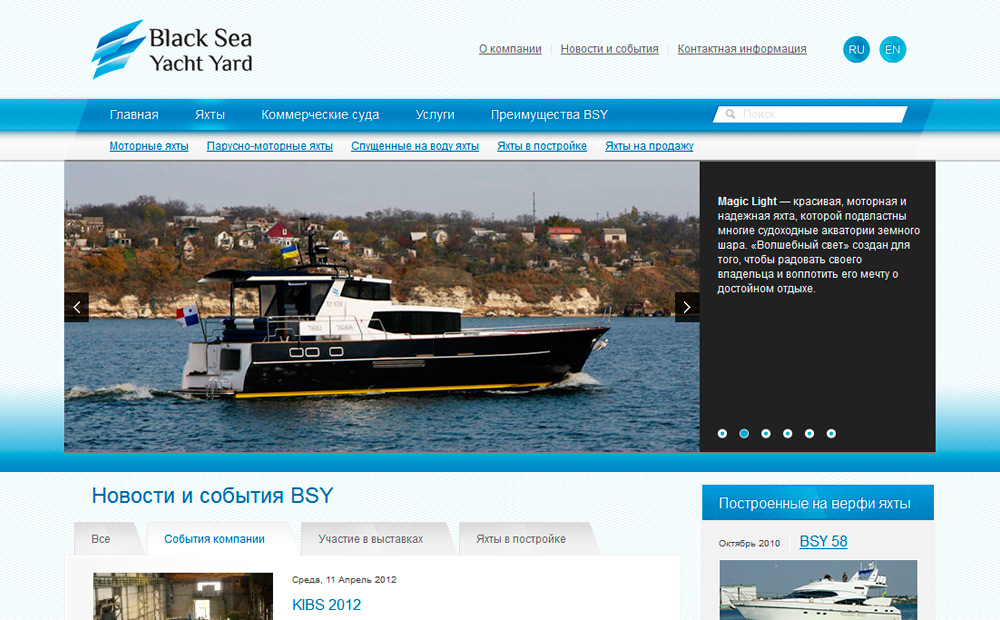 Black Sea
Yacht Yard
О компании
Новости и события
Контактная информация
RU
EN
Главная
Яхты
Коммерческие суда
Услуги
Преимущества BSY
Поиск
Моторные яхты
Парусно-моторные яхты
Спущенные на воду яхты
Яхты в постройке
Яхты на продажу
Magic Light — красивая, моторная и
надежная яхта, которой подвластны
многие судоходные акватории земного
шара. «Волшебный свет» создан для
того, чтобы радовать своего
владельца и воплотить его мечту о
достойном отдыхе.
Новости и события BSY
Все
События компании
Участие в выставках
Яхты в постройке
Среда, 11 Апрель 2012
KIBS 2012
Построенные на верфи яхты
Октябрь 2010
BSY 58